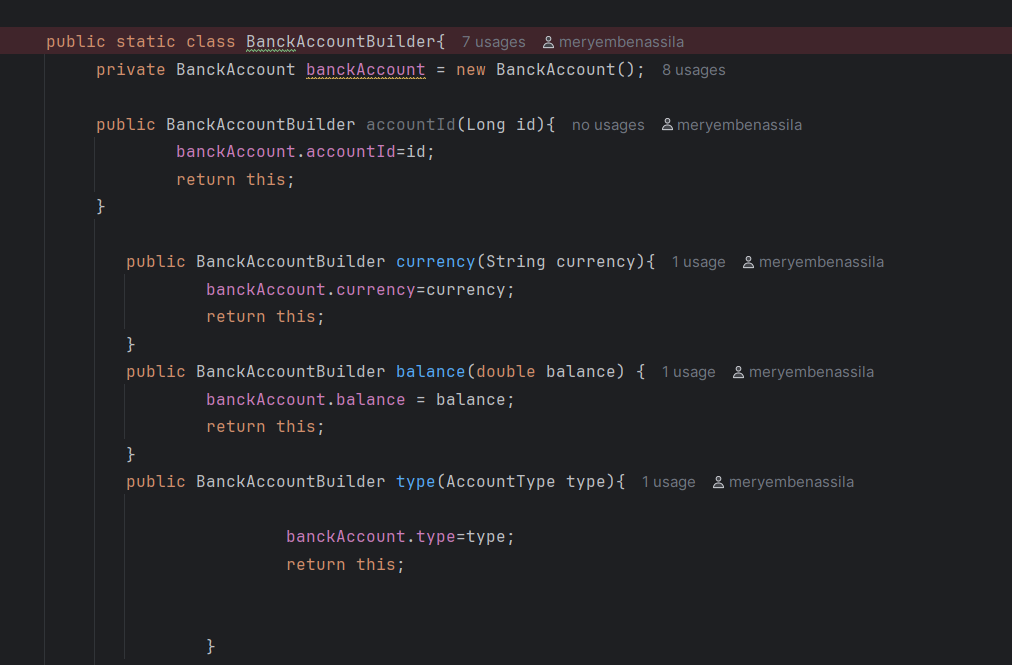 public static class BanckAccountBuilder{ 7 usages meryembenassila
private BanckAccount banckAccount = new BanckAccount(); 8 usages
public BanckAccountBuilder accountId(Long id){ no usages meryembenassila
banckAccount.accountId=id;
return this;
}
public BanckAccountBuilder currency(String currency){ 1 usage meryembenassila
banckAccount.currency=currency;
return this;
}
public BanckAccountBuilder balance(double balance) { 1 usage meryembenassila
banckAccount.balance = balance;
return this;
}
public BanckAccountBuilder type(AccountType type){ 1 usage meryembenassila
banckAccount.type=type;
return this;
}